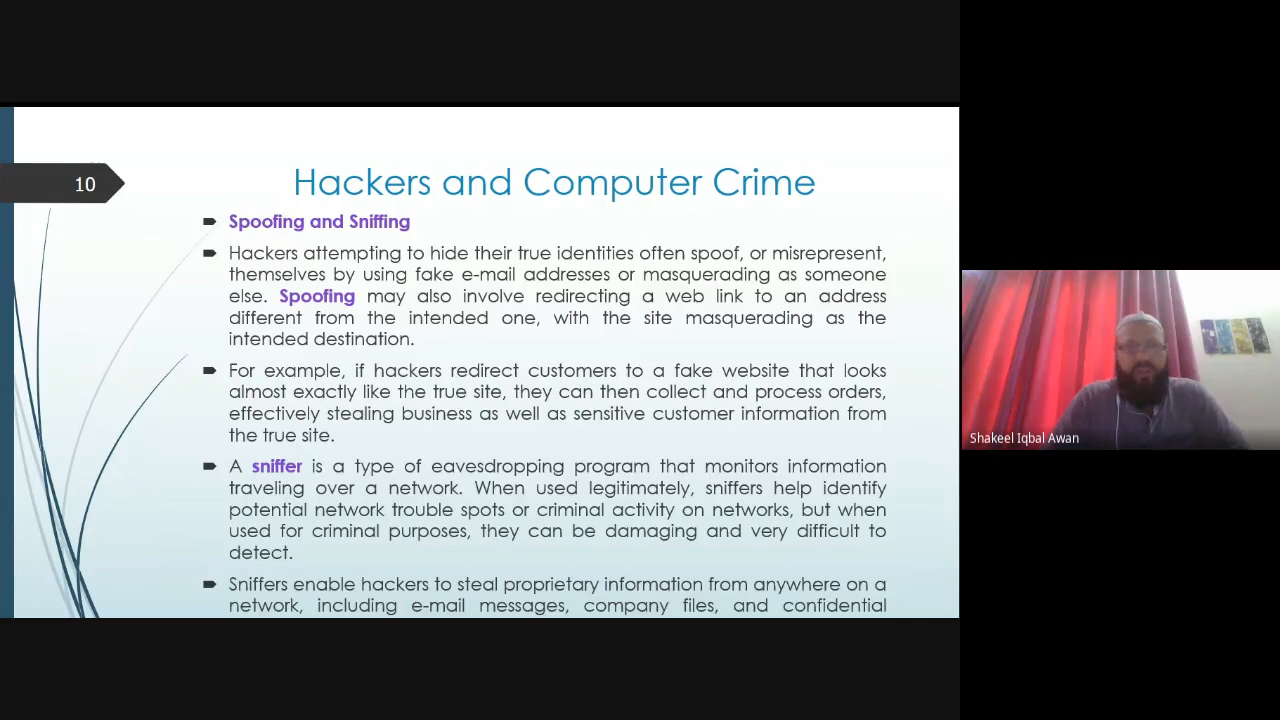 10
Hackers and Computer Crime
Spoofing and Sniffing
Hackers attempting to hide their true identities often spoof, or misrepresent,
themselves by using fake e-mail addresses or masquerading as someone
else. Spoofing may also involve redirecting a web link to an address
different from the intended one, with the site masquerading as the
intended destination.
For example, if hackers redirect customers to a fake website that looks
almost exactly like the true site, they can then collect and process orders,
effectively stealing business as well as sensitive customer information from
the true site.
A sniffer is a type of eavesdropping program that monitors information
traveling over a network. When used legitimately, sniffers help identify
potential network trouble spots or criminal activity on networks, but when
used for criminal purposes, they can be damaging and very difficult to
detect.
Sniffers enable hackers to steal proprietary information from anywhere on a
network, including e-mail messages, company files, and confidential
Shakeel Iqbal Awan